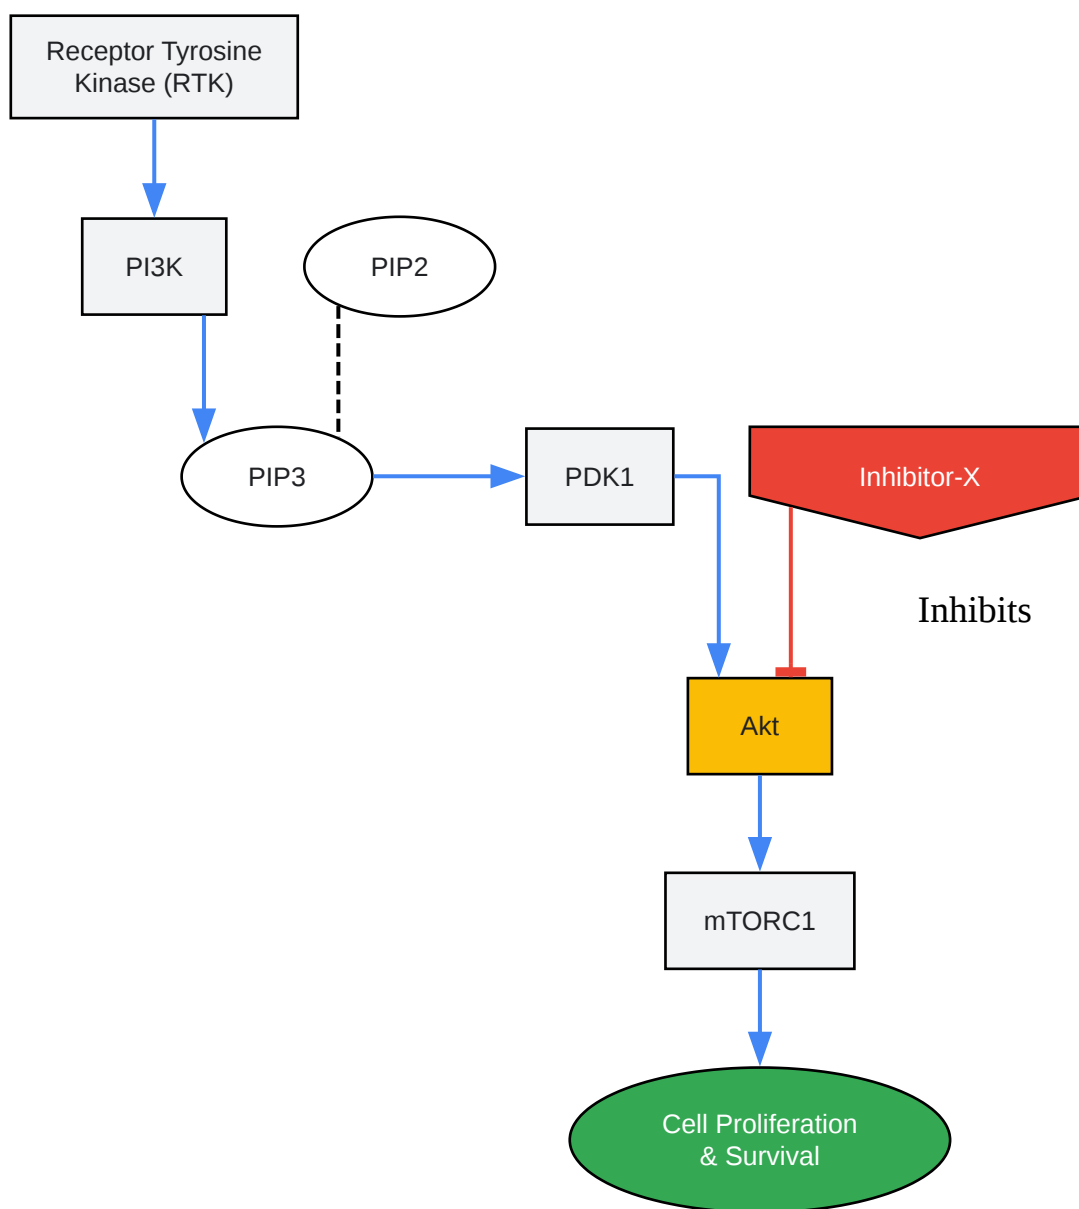 Receptor Tyrosine
Kinase (RTK)
PI3K
PIP2
PIP3
PDK1
Inhibitor-X
Inhibits
Akt
mTORC1
Cell Proliferation
& Survival